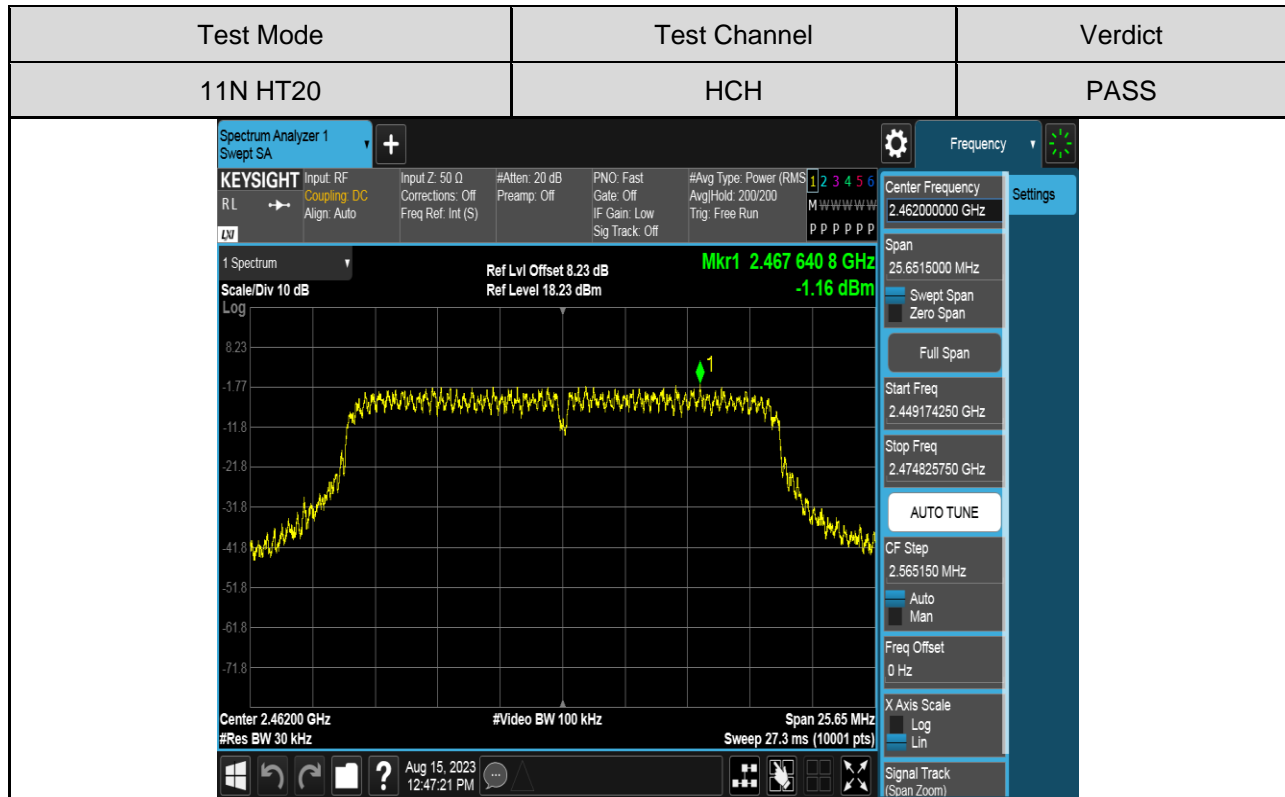 Test Mode
Test Channel
Verdict
11N HT20
HCH
PASS
Spectrum Analyzer 1
Swept SA
+
Frequency
KEYSIGHT
RL
LXI
Input: RF
Coupling: DC
Align: Auto
Input Z: 50 Ω
Corrections: Off
Freq Ref: Int (S)
#Atten: 20 dB
Preamp: Off
PNO: Fast
Gate: Off
IF Gain: Low
Sig Track: Off
#Avg Type: Power (RMS
Avg|Hold: 200/200
Trig: Free Run
1 2 3 4 5 6
M W W W W W
P P P P P P
Center Frequency
2.462000000 GHz
Settings
Span
25.6515000 MHz
Swept Span
Zero Span
Full Span
Start Freq
2.449174250 GHz
Stop Freq
2.474825750 GHz
AUTO TUNE
CF Step
2.565150 MHz
Auto
Man
Freq Offset
0 Hz
X Axis Scale
Log
Lin
Signal Track
(Span Zoom)
1 Spectrum
Scale/Div 10 dB
Log
Ref Lvl Offset 8.23 dB
Ref Level 18.23 dBm
Mkr1 2.467 640 8 GHz
-1.16 dBm
8.23
-1.77
-11.8
-21.8
-31.8
-41.8
-51.8
-61.8
-71.8
1
Center 2.46200 GHz
#Res BW 30 kHz
#Video BW 100 kHz
Span 25.65 MHz
Sweep 27.3 ms (10001 pts)
?
Aug 15, 2023
12:47:21 PM